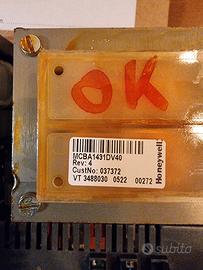 OK
MCBA1431DV40
Rev: 4
CustNo: 037372
VT 3488030 0522 00272
Honeywell
subito